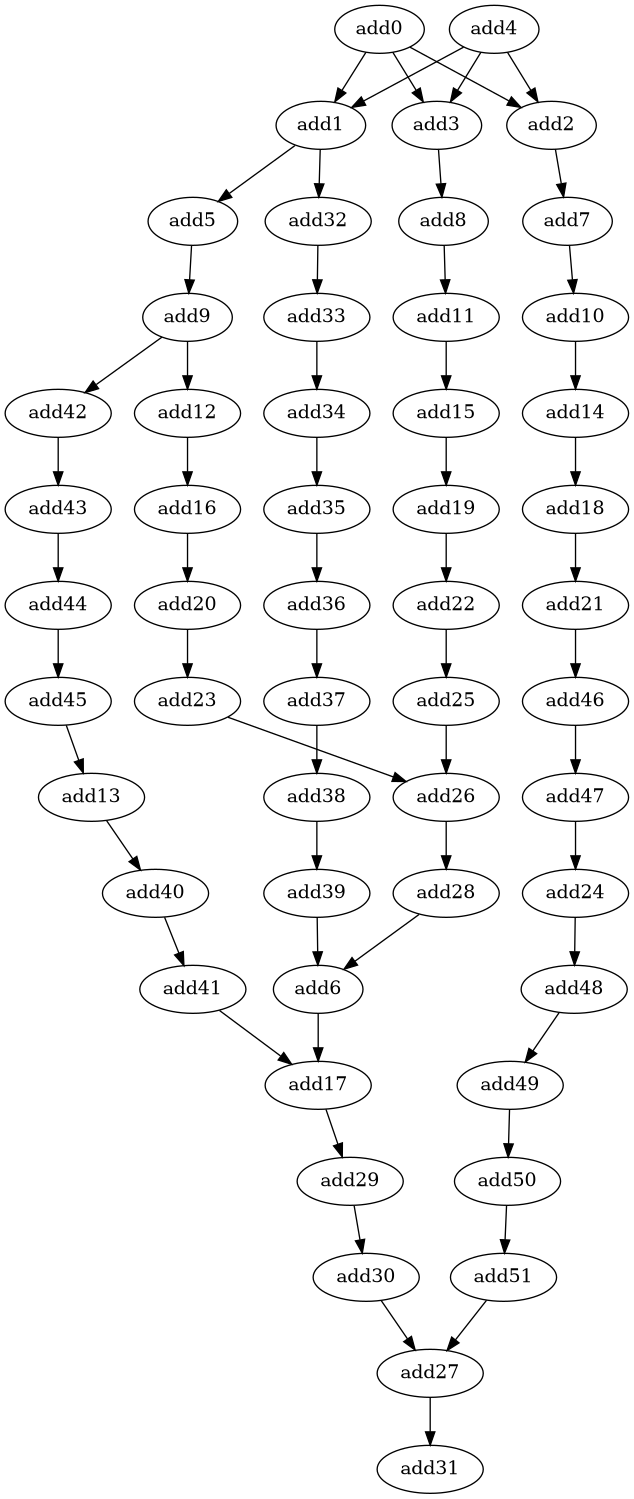 add0 add4
add1 add3 add2
add5 add32 add8 add7
add9 add33 add11 add10
add42 add12 add34 add15 add14
add43 add16 add35 add19 add18
add44 add20 add36 add22 add21
add45 add23 add37 add25 add46
add13 add38 add26 add47
add40 add39 add28 add24
add41 add6 add48
add17 add49
add29 add50
add30 add51
add27
add31